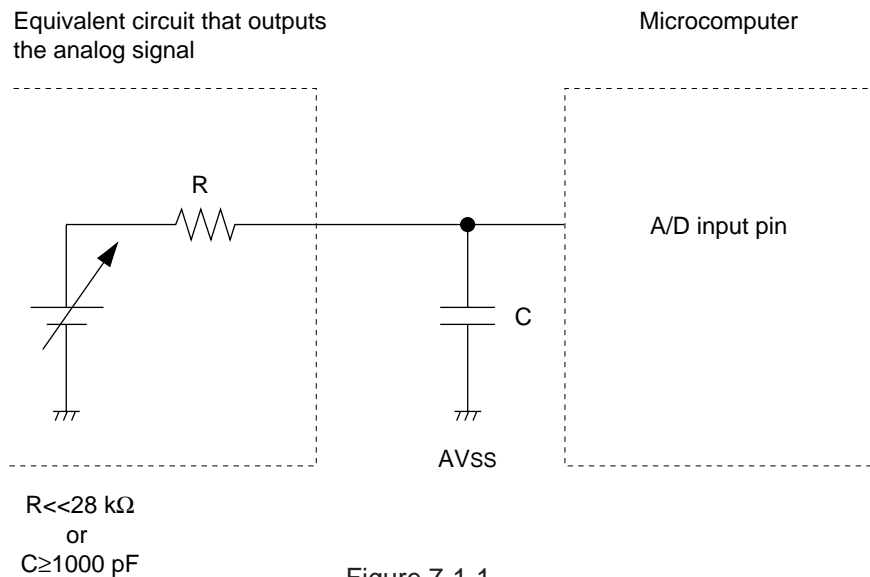 Equivalent circuit that outputs
the analog signal
Microcomputer
R
A/D input pin
C
AVSS
R<<28 kΩ
or
C≥1000 pF
Figure 7-1-1